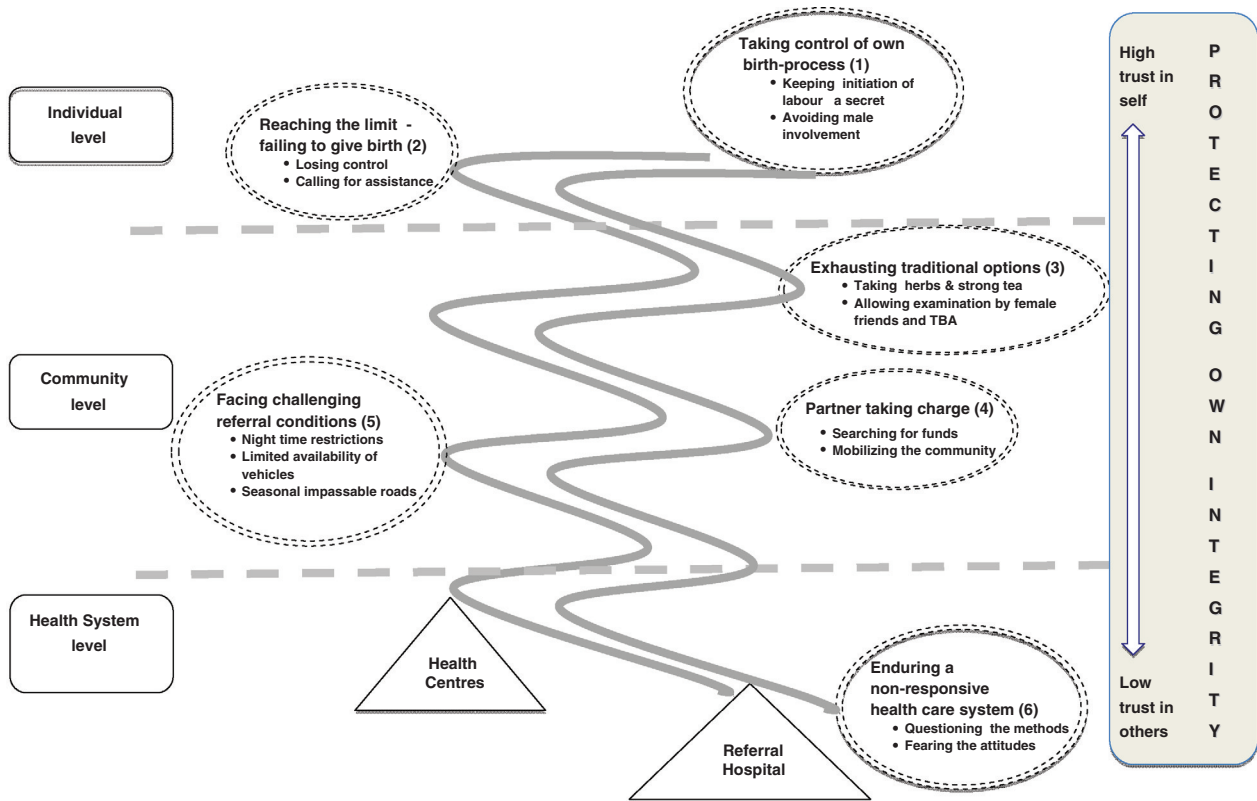 Individual
level
Reaching the limit -
failing to give birth (2)
• Losing control
• Calling for assistance
Taking control of own
birth-process (1)
• Keeping initiation of
labour a secret
• Avoiding male
involvement
Exhausting traditional options (3)
• Taking herbs & strong tea
• Allowing examination by female
friends and TBA
Community
level
Partner taking charge (4)
• Searching for funds
• Mobilizing the community
Facing challenging
referral conditions (5)
• Night time restrictions
• Limited availability of
vehicles
• Seasonal impassable roads
Health System
level
Health
Centres
Referral
Hospital
Enduring a
non-responsive
health care system (6)
• Questioning the methods
• Fearing the attitudes
High
trust in
self
Low
trust in
others
PROTECTING OWN INTEGRITY